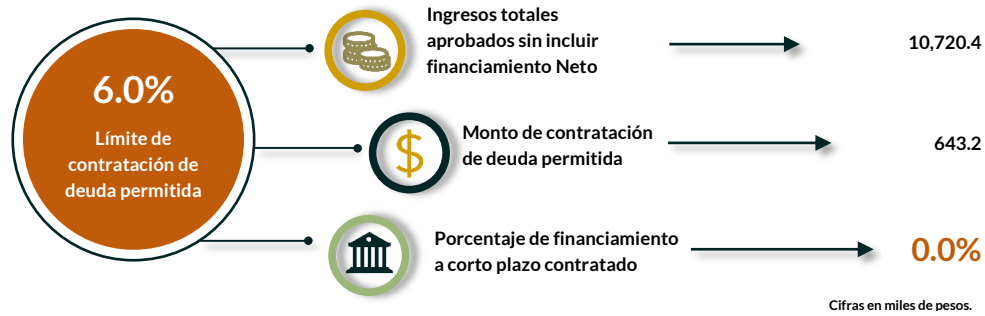 6.0%
Límite de
contratación de
deuda permitida
Ingresos totales
aprobados sin incluir
financiamiento Neto
10,720.4
$
Monto de contratación
de deuda permitida
643.2
Porcentaje de financiamiento
a corto plazo contratado
0.0%
Cifras en miles de pesos.